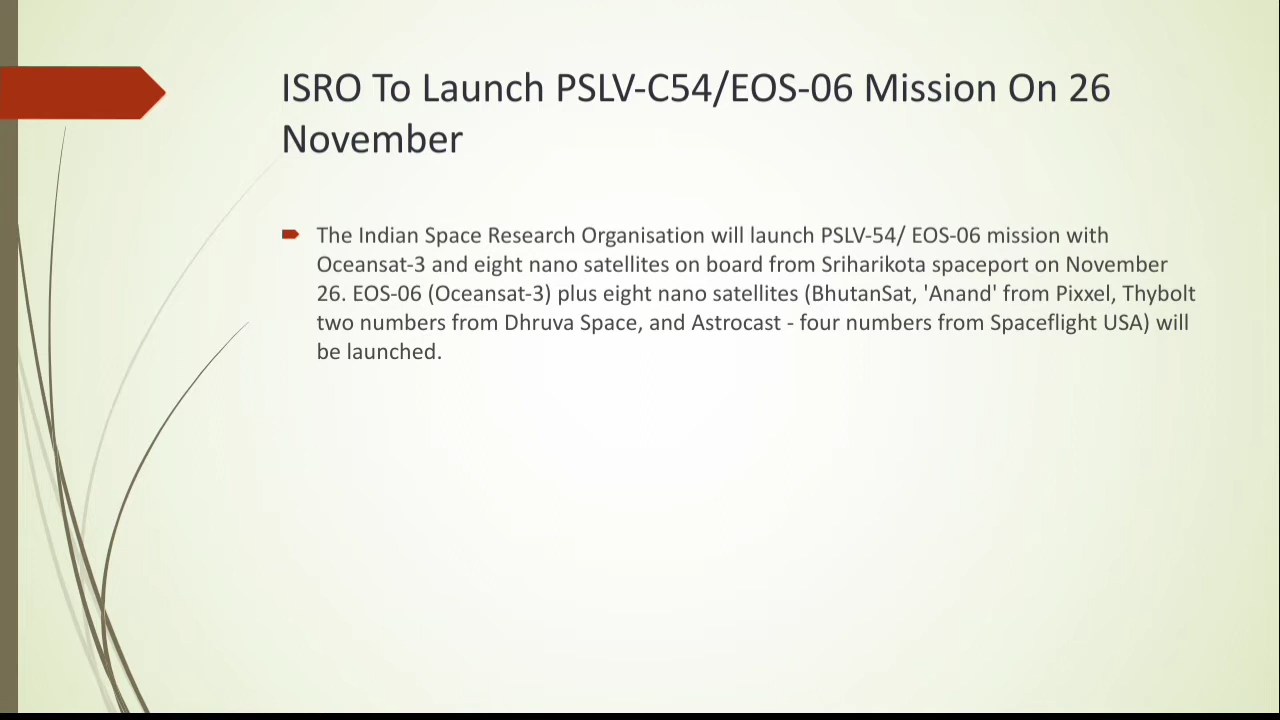 ISRO To Launch PSLV-C54/EOS-06 Mission On 26
November
The Indian Space Research Organisation will launch PSLV-54/ EOS-06 mission with
Oceansat-3 and eight nano satellites on board from Sriharikota spaceport on November
26. EOS-06 (Oceansat-3) plus eight nano satellites (BhutanSat, 'Anand' from Pixxel, Thybolt
two numbers from Dhruva Space, and Astrocast - four numbers from Spaceflight USA) will
be launched.